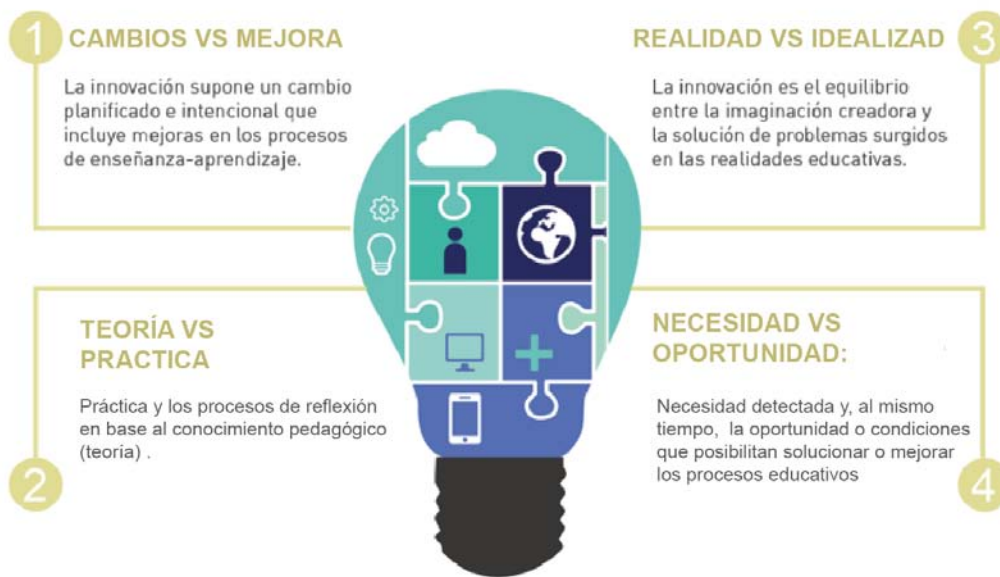 1
CAMBIOS VS MEJORA
La innovación supone un cambio
planificado e intencional que
incluye mejoras en los procesos
de enseñanza-aprendizaje.
TEORÍA VS
PRACTICA
Práctica y los procesos de reflexión
en base al conocimiento pedagógico
(teoría) .
2
REALIDAD VS IDEALIZAD
3
La innovación es el equilibrio
entre la imaginación creadora y
la solución de problemas surgidos
en las realidades educativas.
NECESIDAD VS
OPORTUNIDAD:
Necesidad detectada y, al mismo
tiempo, la oportunidad o condiciones
que posibilitan solucionar o mejorar
los procesos educativos
4